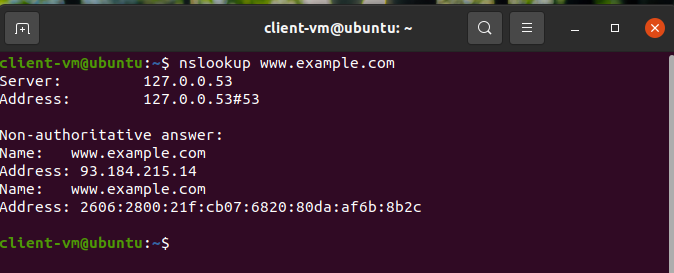 client-vm@ubuntu: ~
client-vm@ubuntu:~$ nslookup www.example.com
Server:         127.0.0.53
Address:        127.0.0.53#53

Non-authoritative answer:
Name:   www.example.com
Address: 93.184.215.14
Name:   www.example.com
Address: 2606:2800:21f:cb07:6820:80da:af6b:8b2c

client-vm@ubuntu:~$